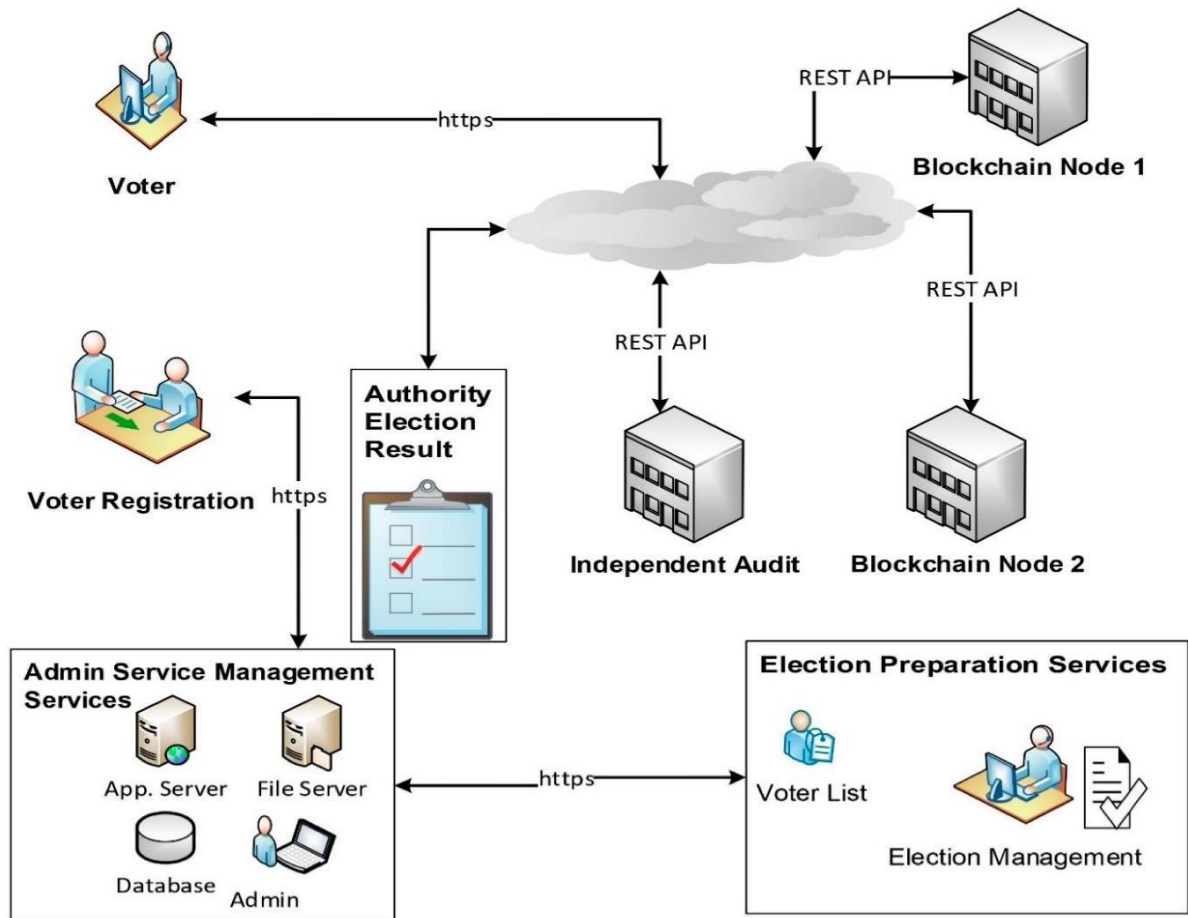 REST API
https
Voter
Blockchain Node 1
REST API
REST API
Authority
Election
Result
Voter Registration
https
Independent Audit
Blockchain Node 2
Admin Service Management
Services
App. Server
File Server
Database
Admin
https
Election Preparation Services
Voter List
Election Management